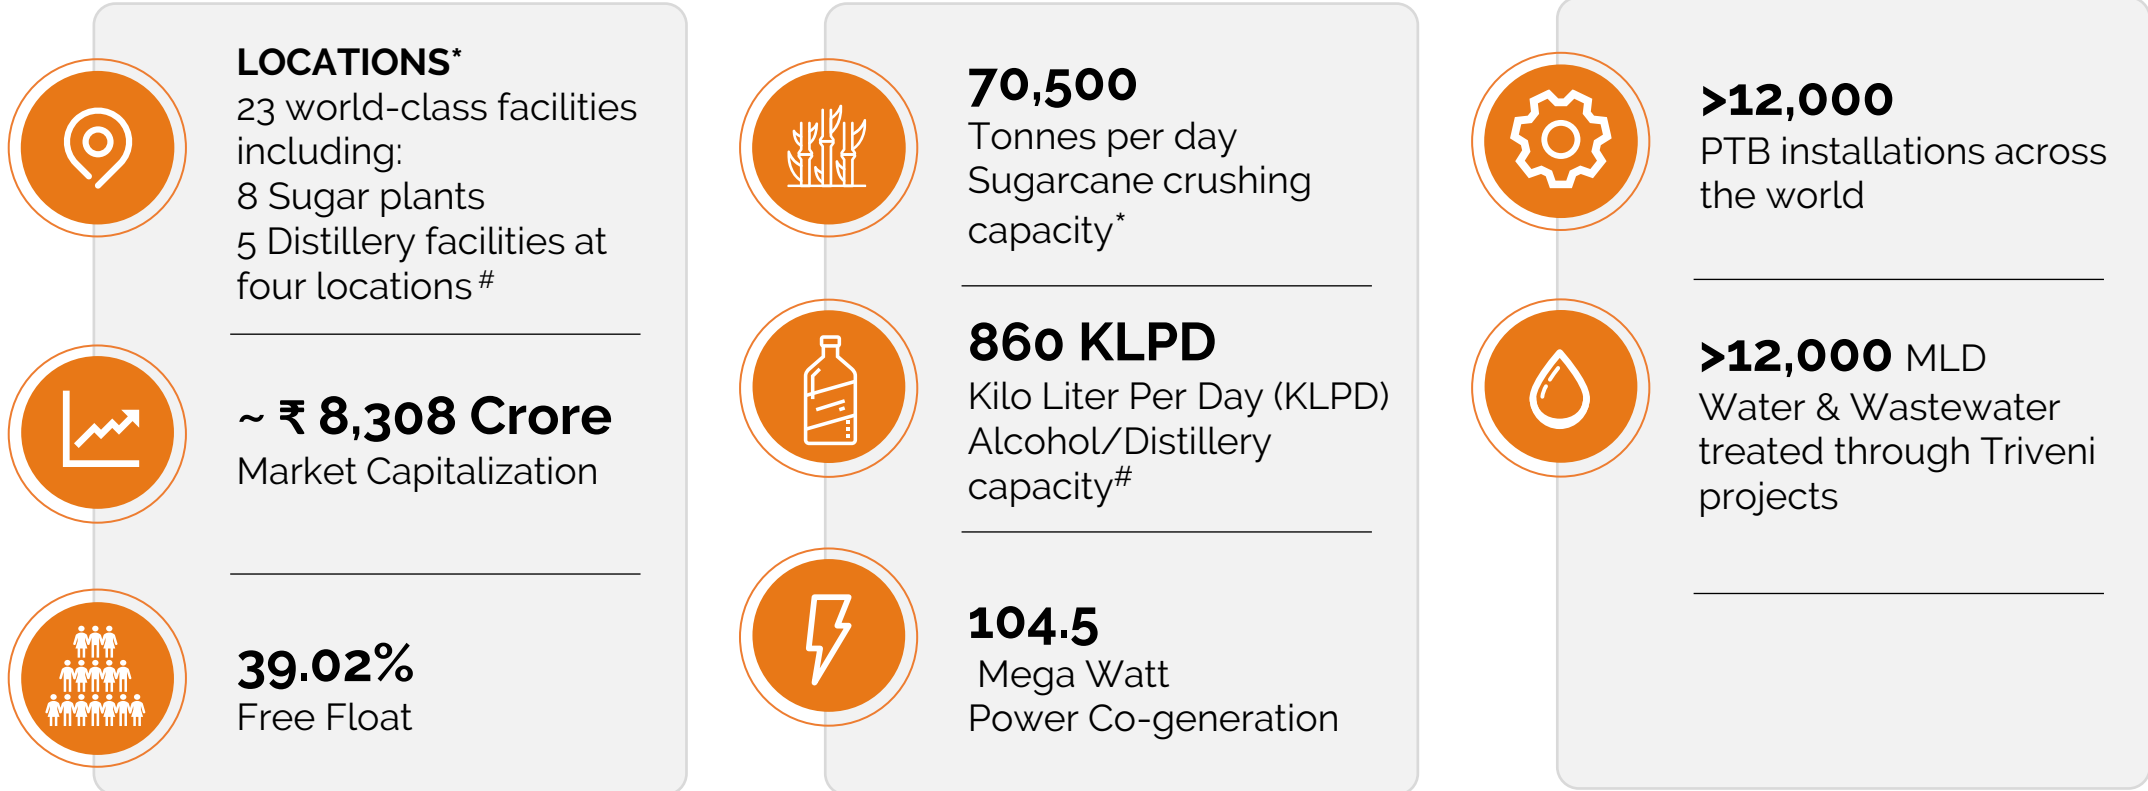 LOCATIONS*
23 world-class facilities
including:
8 Sugar plants
5 Distillery facilities at
four locations #
~ ₹ 8,308 Crore
Market Capitalization
39.02%
Free Float
70,500
Tonnes per day
Sugarcane crushing
capacity*
860 KLPD
Kilo Liter Per Day (KLPD)
Alcohol/Distillery
capacity#
104.5
Mega Watt
Power Co-generation
>12,000
PTB installations across
the world
>12,000 MLD
Water & Wastewater
treated through Triveni
projects